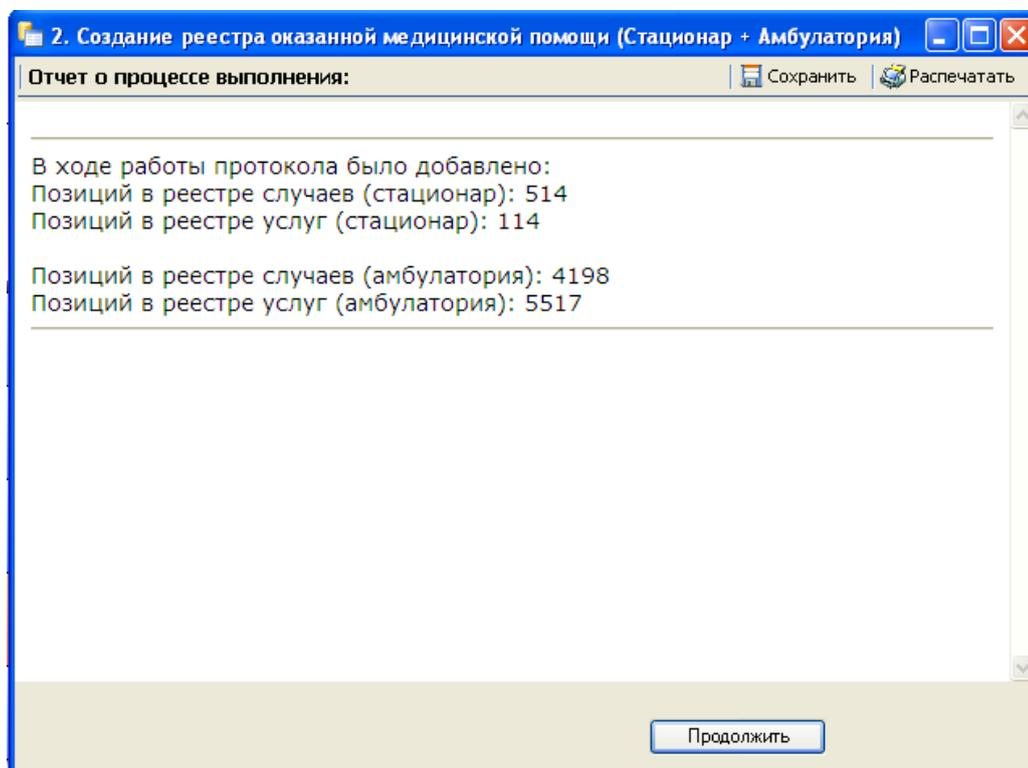 2. Создание реестра оказанной медицинской помощи (Стационар + Амбулатория)
Отчет о процессе выполнения: Сохранить Распечатать
В ходе работы протокола было добавлено:
Позиций в реестре случаев (стационар): 514
Позиций в реестре услуг (стационар): 114
Позиций в реестре случаев (амбулатория): 4198
Позиций в реестре услуг (амбулатория): 5517
Продолжить